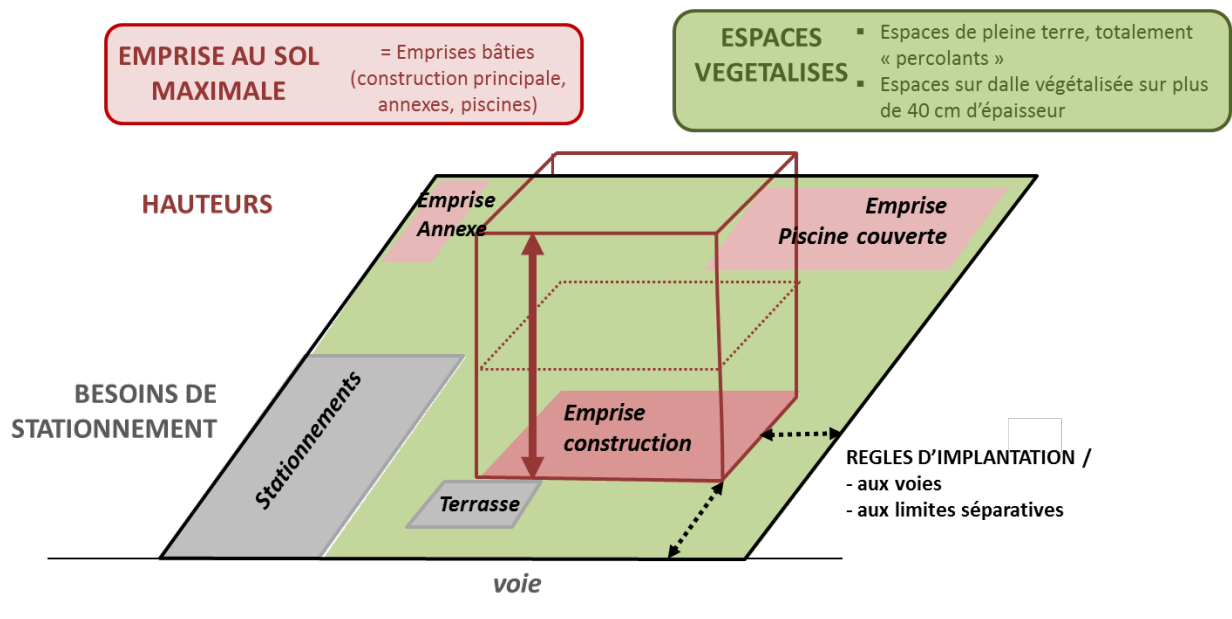 EMPRISE AU SOL
MAXIMALE
= Emprises bâties
(construction principale,
annexes, piscines)
ESPACES
VEGETALISES
▪ Espaces de pleine terre, totalement
« percolants »
▪ Espaces sur dalle végétalisée sur plus
de 40 cm d’épaisseur
HAUTEURS
Emprise
Annexe
Emprise
Piscine couverte
BESOINS DE
STATIONNEMENT
Stationnements
Emprise
construction
Terrasse
REGLES D’IMPLANTATION /
- aux voies
- aux limites séparatives
voie